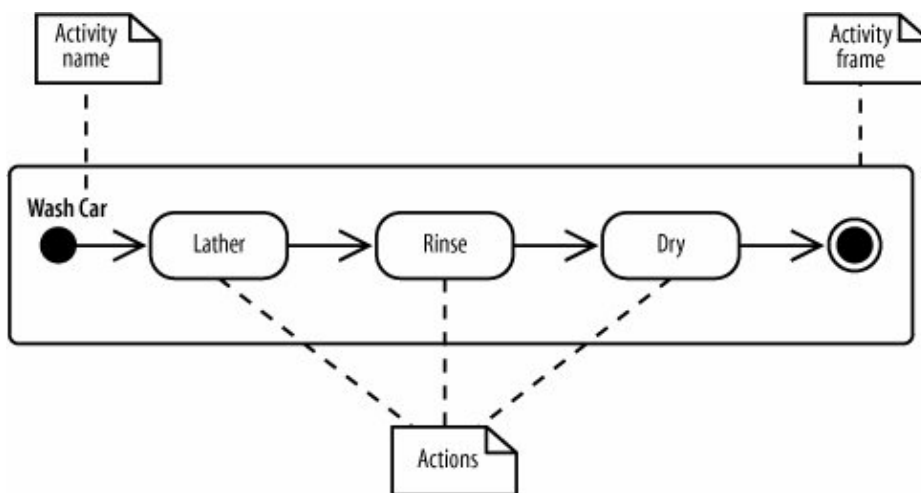 Activity
name
Activity
frame
Wash Car
Lather
Rinse
Dry
Actions